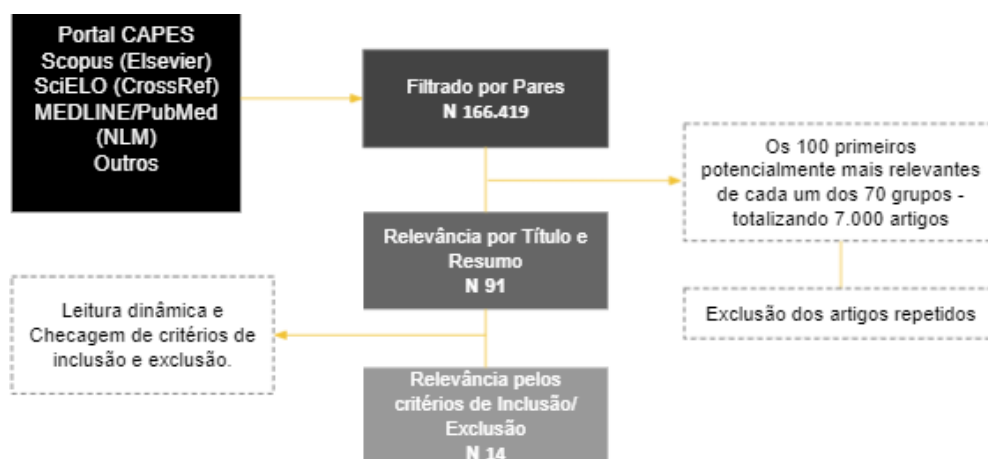 Portal CAPES
Scopus (Elsevier)
SciELO (CrossRef)
MEDLINE/PubMed
(NLM)
Outros
Filtrado por Pares
N 166.419
Os 100 primeiros
potencialmente mais relevantes
de cada um dos 70 grupos -
totalizando 7.000 artigos
Relevância por Título e
Resumo
N 91
Exclusão dos artigos repetidos
Leitura dinâmica e
Checagem de critérios de
inclusão e exclusão.
Relevância pelos
critérios de Inclusão/
Exclusão
N 14